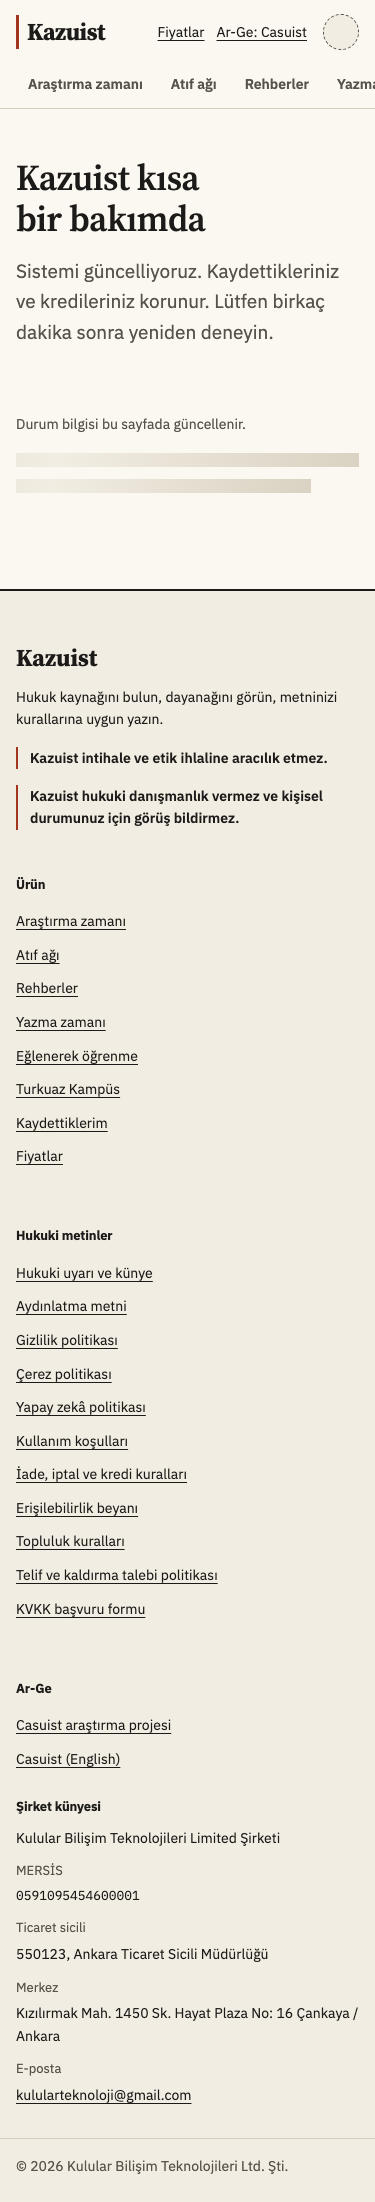 Kazuist
Fiyatlar Ar-Ge: Casuist
Araştırma zamanı Atıf ağı Rehberler Yazma
Kazuist kısa
bir bakımda
Sistemi güncelliyoruz. Kaydettikleriniz
ve kredileriniz korunur. Lütfen birkaç
dakika sonra yeniden deneyin.
Durum bilgisi bu sayfada güncellenir.
Kazuist
Hukuk kaynağını bulun, dayanağını görün, metninizi
kurallarına uygun yazın.
Kazuist intihale ve etik ihlaline aracılık etmez.
Kazuist hukuki danışmanlık vermez ve kişisel
durumunuz için görüş bildirmez.
Ürün
Araştırma zamanı
Atıf ağı
Rehberler
Yazma zamanı
Eğlenerek öğrenme
Turkuaz Kampüs
Kaydettiklerim
Fiyatlar
Hukuki metinler
Hukuki uyarı ve künye
Aydınlatma metni
Gizlilik politikası
Çerez politikası
Yapay zekâ politikası
Kullanım koşulları
İade, iptal ve kredi kuralları
Erişilebilirlik beyanı
Topluluk kuralları
Telif ve kaldırma talebi politikası
KVKK başvuru formu
Ar-Ge
Casuist araştırma projesi
Casuist (English)
Şirket künyesi
Kulular Bilişim Teknolojileri Limited Şirketi
MERSİS
0591095454600001
Ticaret sicili
550123, Ankara Ticaret Sicili Müdürlüğü
Merkez
Kızılırmak Mah. 1450 Sk. Hayat Plaza No: 16 Çankaya /
Ankara
E-posta
kulularteknoloji@gmail.com
© 2026 Kulular Bilişim Teknolojileri Ltd. Şti.